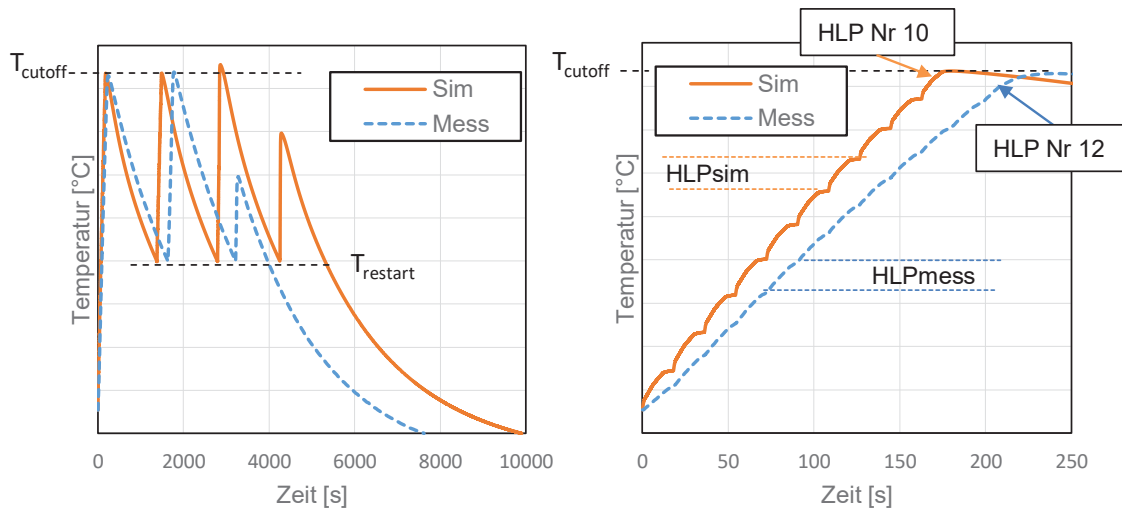 T_cutoff
Sim
Mess
T_restart
Temperatur [°C]
0
2000
4000
6000
8000
10000
Zeit [s]
HLP Nr 10
T_cutoff
Sim
Mess
HLP Nr 12
HLPsim
HLPmess
Temperatur [°C]
0
50
100
150
200
250
Zeit [s]